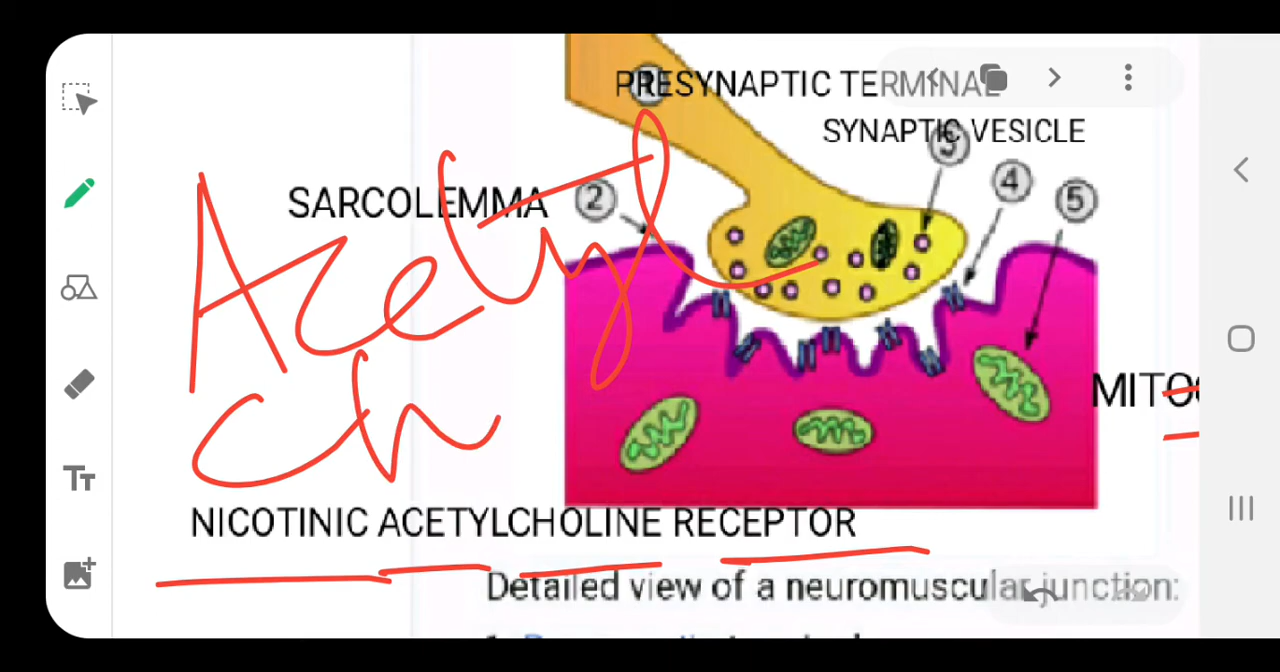 PRESYNAPTIC TERMINAL
SYNAPTIC VESICLE
3
4
SARCOLEMMA 2
5
Acetyl
MITO
ch
NICOTINIC ACETYLCHOLINE RECEPTOR
Detailed view of a neuromuscular junction:
TT